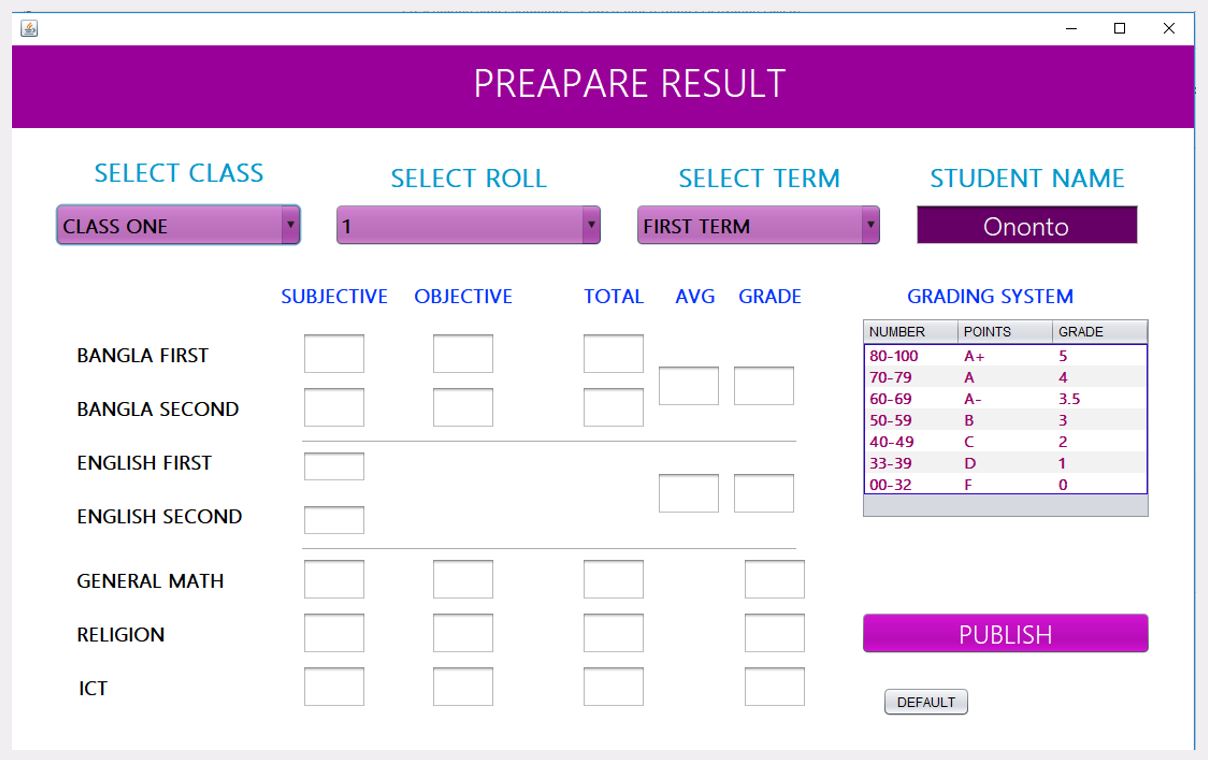 PREAPARE RESULT
SELECT CLASS SELECT ROLL SELECT TERM STUDENT NAME
CLASS ONE 1 FIRST TERM Ononto
SUBJECTIVE OBJECTIVE TOTAL AVG GRADE GRADING SYSTEM
NUMBER POINTS GRADE
BANGLA FIRST
80-100 A+ 5
70-79 A 4
60-69 A- 3.5
BANGLA SECOND
50-59 B 3
40-49 C 2
ENGLISH FIRST
33-39 D 1
00-32 F 0
ENGLISH SECOND
GENERAL MATH
RELIGION PUBLISH
ICT
DEFAULT